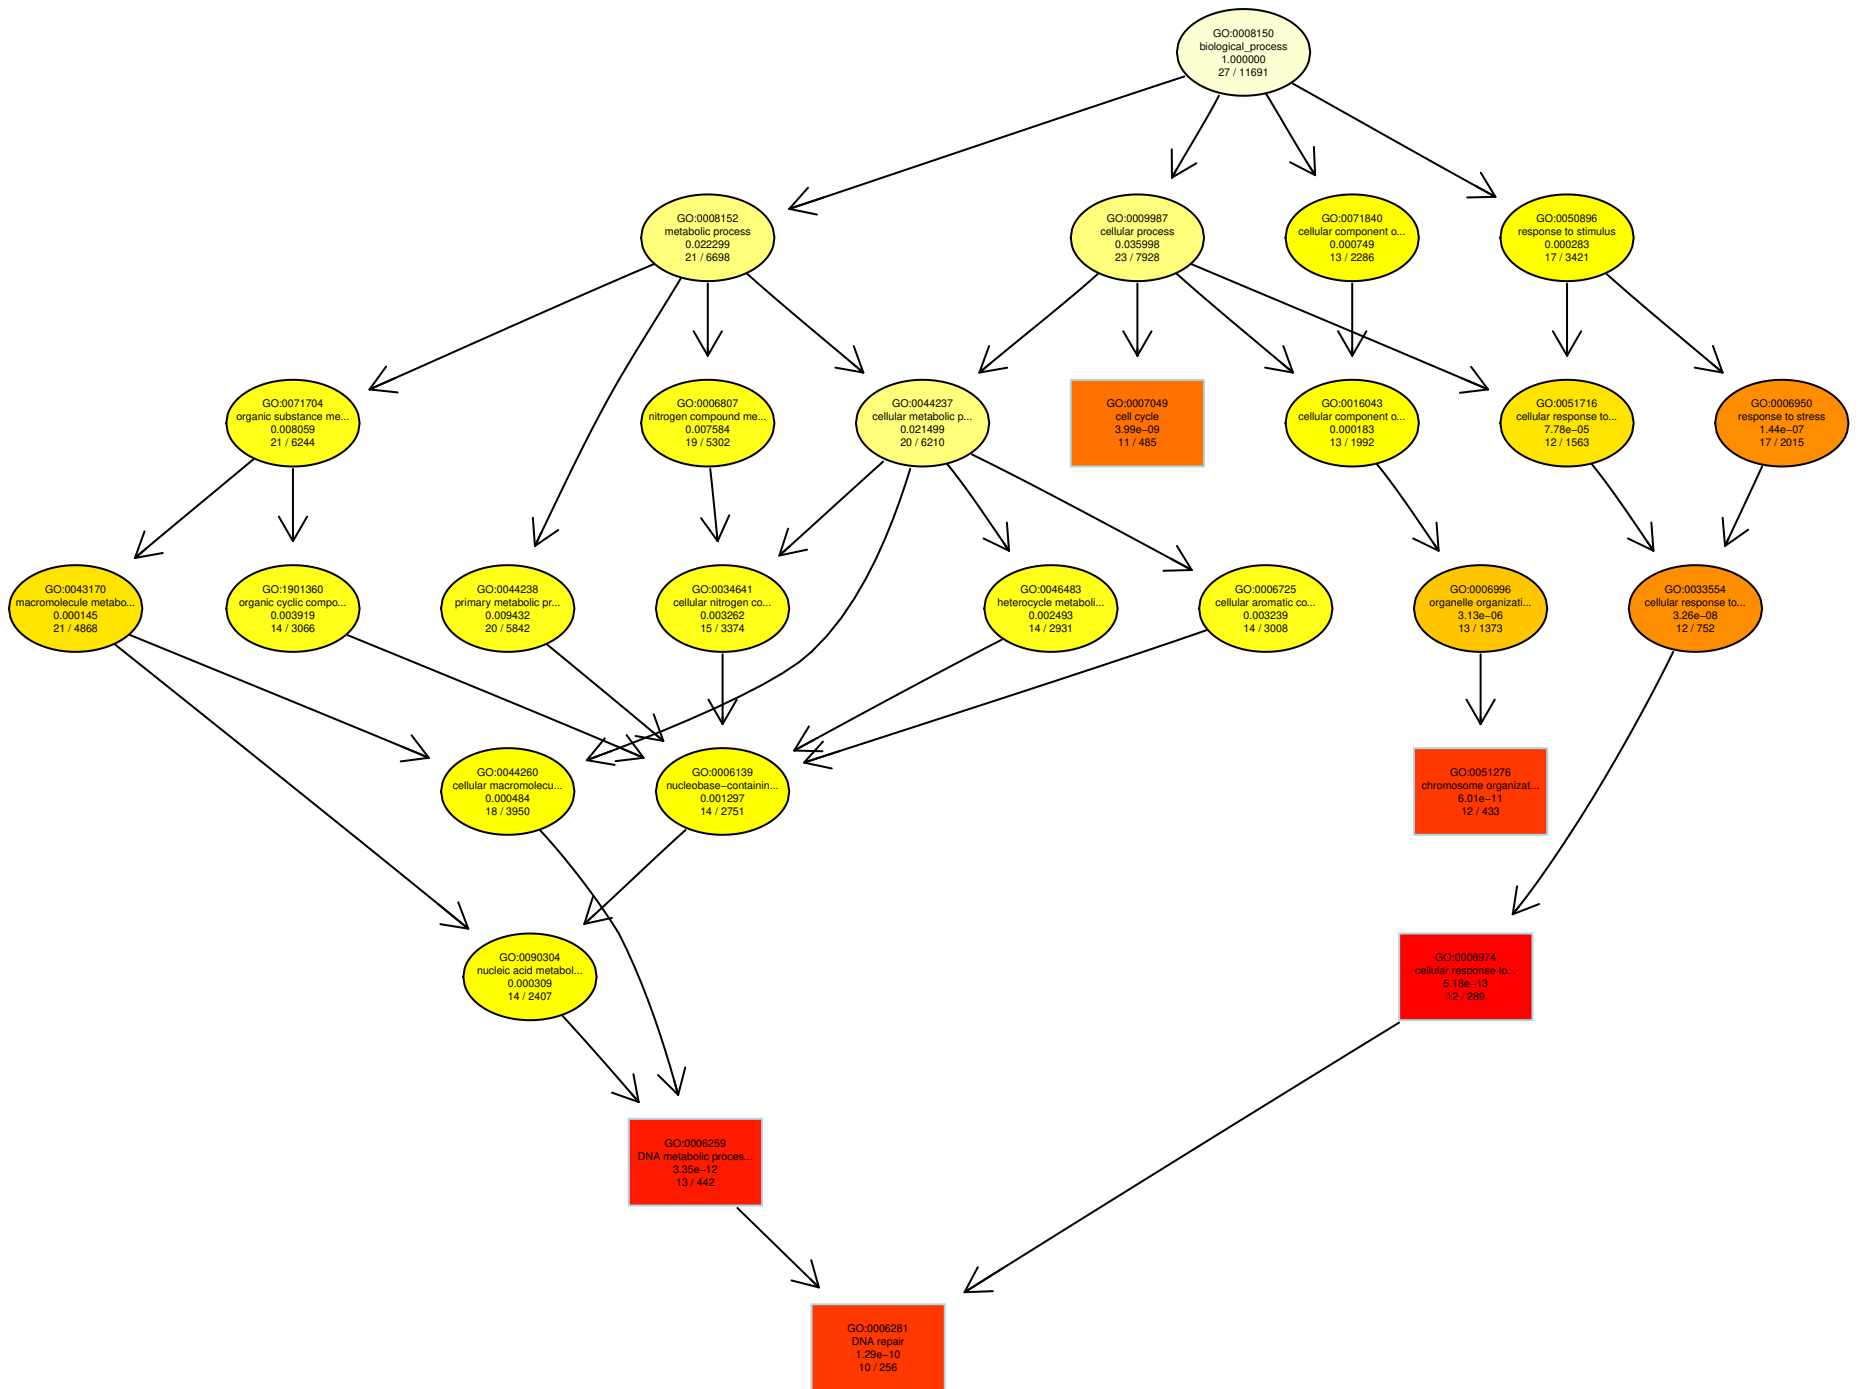 GO:0008150
biological_process
1.000000
27 / 11691
GO:0008152
metabolic process
0.022299
21 / 6698
GO:0009987
cellular process
0.035998
23 / 7928
GO:0071840
cellular component o...
0.000749
13 / 2286
GO:0050896
response to stimulus
0.000283
17 / 3421
GO:0071704
organic substance me...
0.008059
21 / 6244
GO:0006807
nitrogen compound me...
0.007584
19 / 5302
GO:0044237
cellular metabolic p...
0.021499
20 / 6210
GO:0007049
cell cycle
3.99e−09
11 / 485
GO:0016043
cellular component o...
0.000183
13 / 1992
GO:0051716
cellular response to...
7.78e−05
12 / 1563
GO:0006950
response to stress
1.44e−07
17 / 2015
GO:0043170
macromolecule metabo...
0.000145
21 / 4868
GO:1901360
organic cyclic compo...
0.003919
14 / 3066
GO:0044238
primary metabolic pr...
0.009432
20 / 5842
GO:0034641
cellular nitrogen co...
0.003262
15 / 3374
GO:0046483
heterocycle metaboli...
0.002493
14 / 2931
GO:0006725
cellular aromatic co...
0.003239
14 / 3008
GO:0006996
organelle organizati...
3.13e−06
13 / 1373
GO:0033554
cellular response to...
3.26e−08
12 / 752
GO:0044260
cellular macromolecu...
0.000484
18 / 3950
GO:0006139
nucleobase−containin...
0.001297
14 / 2751
GO:0051276
chromosome organizat...
6.01e−11
12 / 433
GO:0090304
nucleic acid metabol...
0.000309
14 / 2407
GO:0006974
cellular response to...
5.18e−13
12 / 289
GO:0006259
DNA metabolic proces...
3.35e−12
13 / 442
GO:0006281
DNA repair
1.29e−10
10 / 256